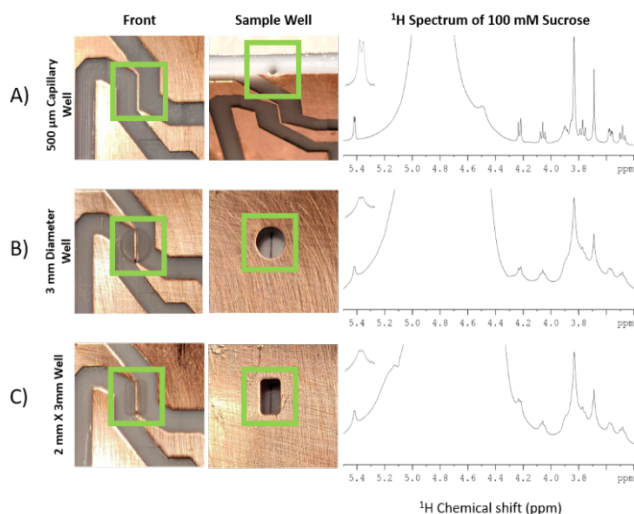 Front
Sample Well
¹H Spectrum of 100 mM Sucrose
A)
500 µm Capillary
Well
5.4 5.2 5.0 4.8 4.6 4.4 4.2 4.0 3.8 ppm
B)
3 mm Diameter
Well
5.4 5.2 5.0 4.8 4.6 4.4 4.2 4.0 3.8 ppm
C)
2 mm X 3mm Well
5.4 5.2 5.0 4.8 4.6 4.4 4.2 4.0 3.8 ppm
¹H Chemical shift (ppm)